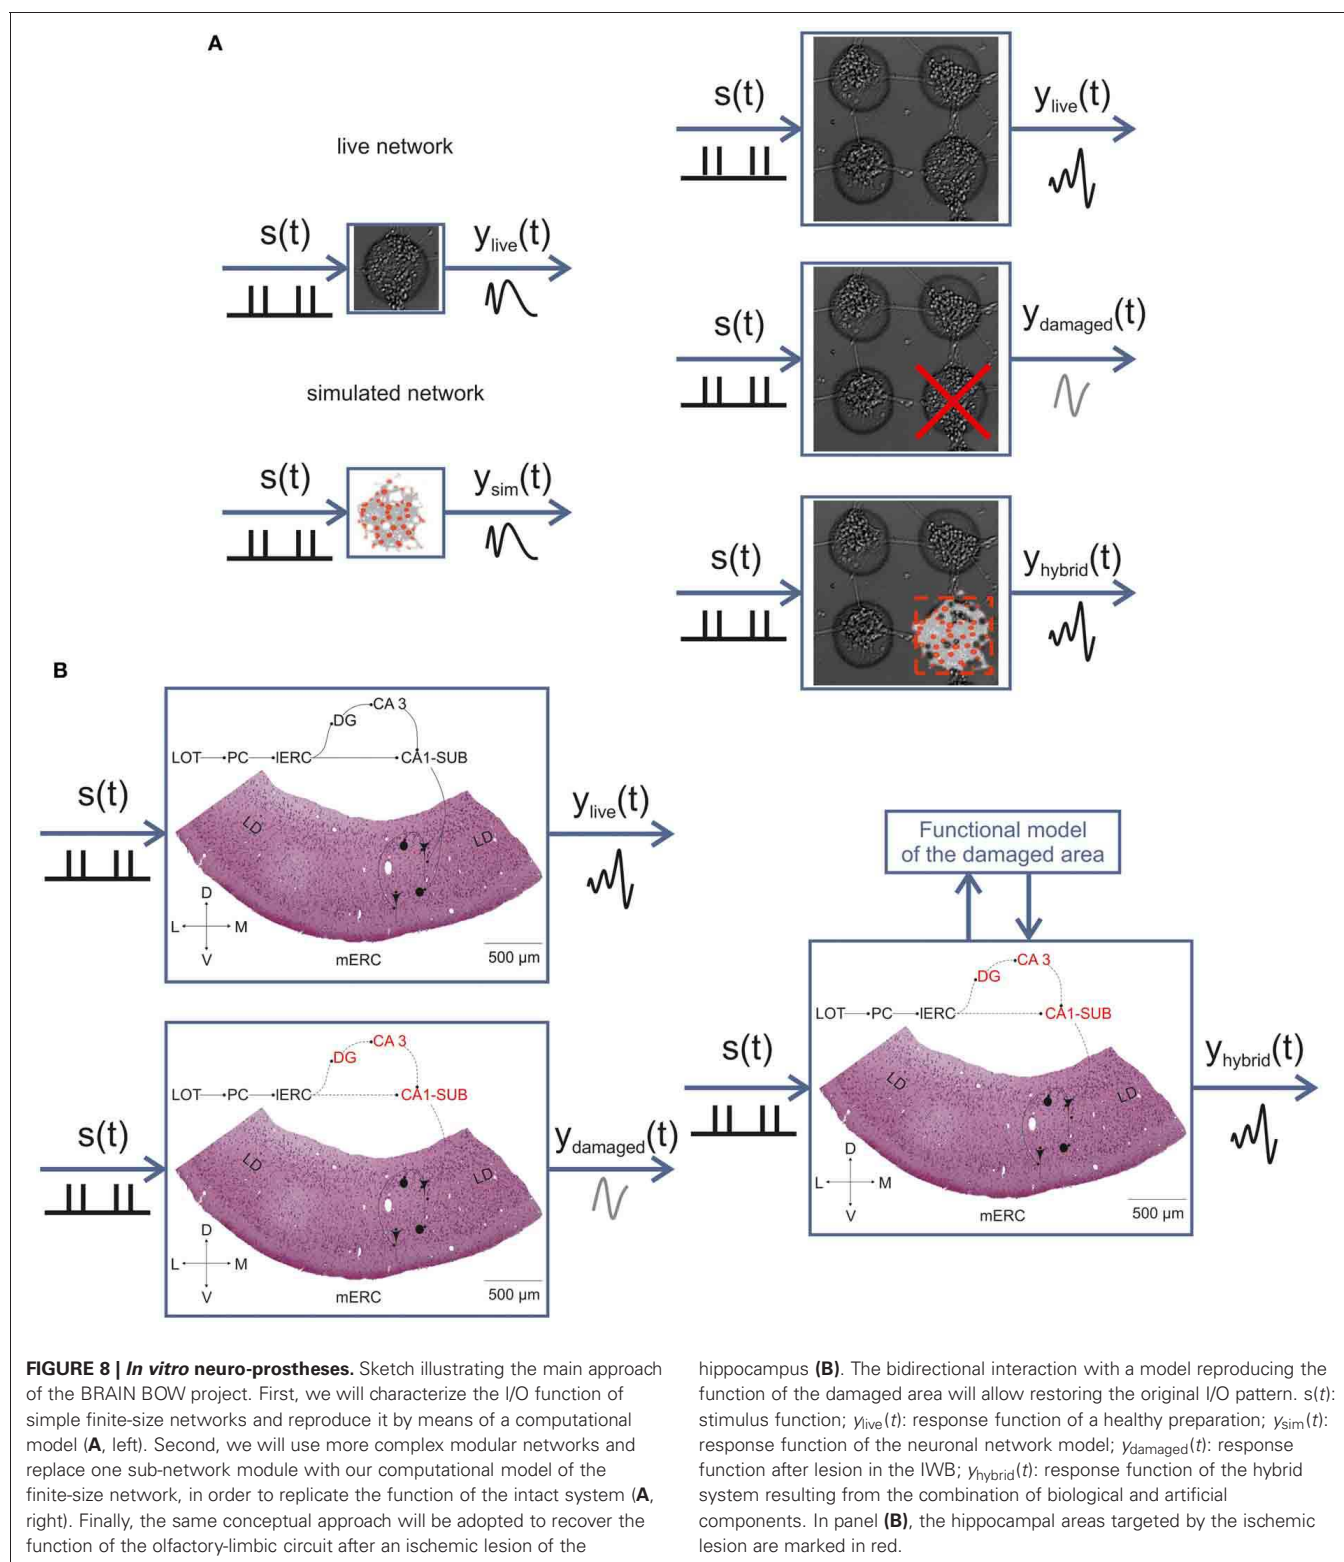 A
live network
s(t)
y_live(t)
simulated network
s(t)
y_sim(t)
s(t)
y_live(t)
s(t)
y_damaged(t)
s(t)
y_hybrid(t)
B
CA 3
DG
LOT PC lERC CA1-SUB
s(t)
LD LD
D
L M
V
mERC
500 µm
y_live(t)
CA 3
DG
LOT PC lERC CA1-SUB
s(t)
LD LD
D
L M
V
mERC
500 µm
y_damaged(t)
Functional model
of the damaged area
CA 3
DG
LOT PC lERC CA1-SUB
s(t)
LD LD
D
L M
V
mERC
500 µm
y_hybrid(t)
FIGURE 8 | In vitro neuro-prostheses. Sketch illustrating the main approach
of the BRAIN BOW project. First, we will characterize the I/O function of
simple finite-size networks and reproduce it by means of a computational
model (A, left). Second, we will use more complex modular networks and
replace one sub-network module with our computational model of the
finite-size network, in order to replicate the function of the intact system (A,
right). Finally, the same conceptual approach will be adopted to recover the
function of the olfactory-limbic circuit after an ischemic lesion of the
hippocampus (B). The bidirectional interaction with a model reproducing the
function of the damaged area will allow restoring the original I/O pattern. s(t):
stimulus function; y_live(t): response function of a healthy preparation; y_sim(t):
response function of the neuronal network model; y_damaged(t): response
function after lesion in the IWB; y_hybrid(t): response function of the hybrid
system resulting from the combination of biological and artificial
components. In panel (B), the hippocampal areas targeted by the ischemic
lesion are marked in red.